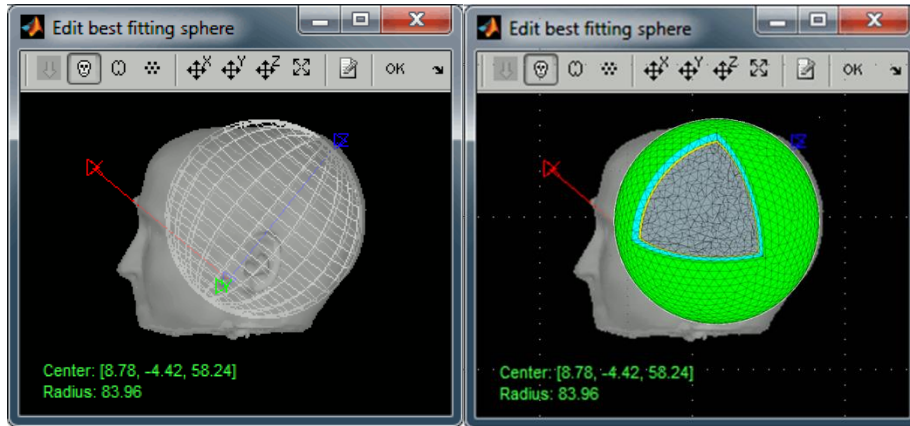 Edit best fitting sphere
X Y Z OK
X
Z
Y
Center: [8.78, -4.42, 58.24]
Radius: 83.96
Edit best fitting sphere
X Y Z OK
X
Z
Center: [8.78, -4.42, 58.24]
Radius: 83.96